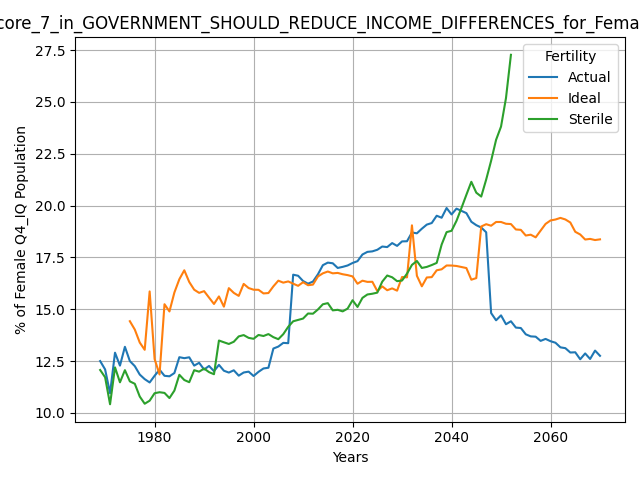 core_7_in_GOVERNMENT_SHOULD_REDUCE_INCOME_DIFFERENCES_for_Fema
27.5
25.0
22.5
20.0
17.5
15.0
12.5
10.0
% of Female Q4_IQ Population
Fertility
Actual
Ideal
Sterile
1980
2000
2020
2040
2060
Years